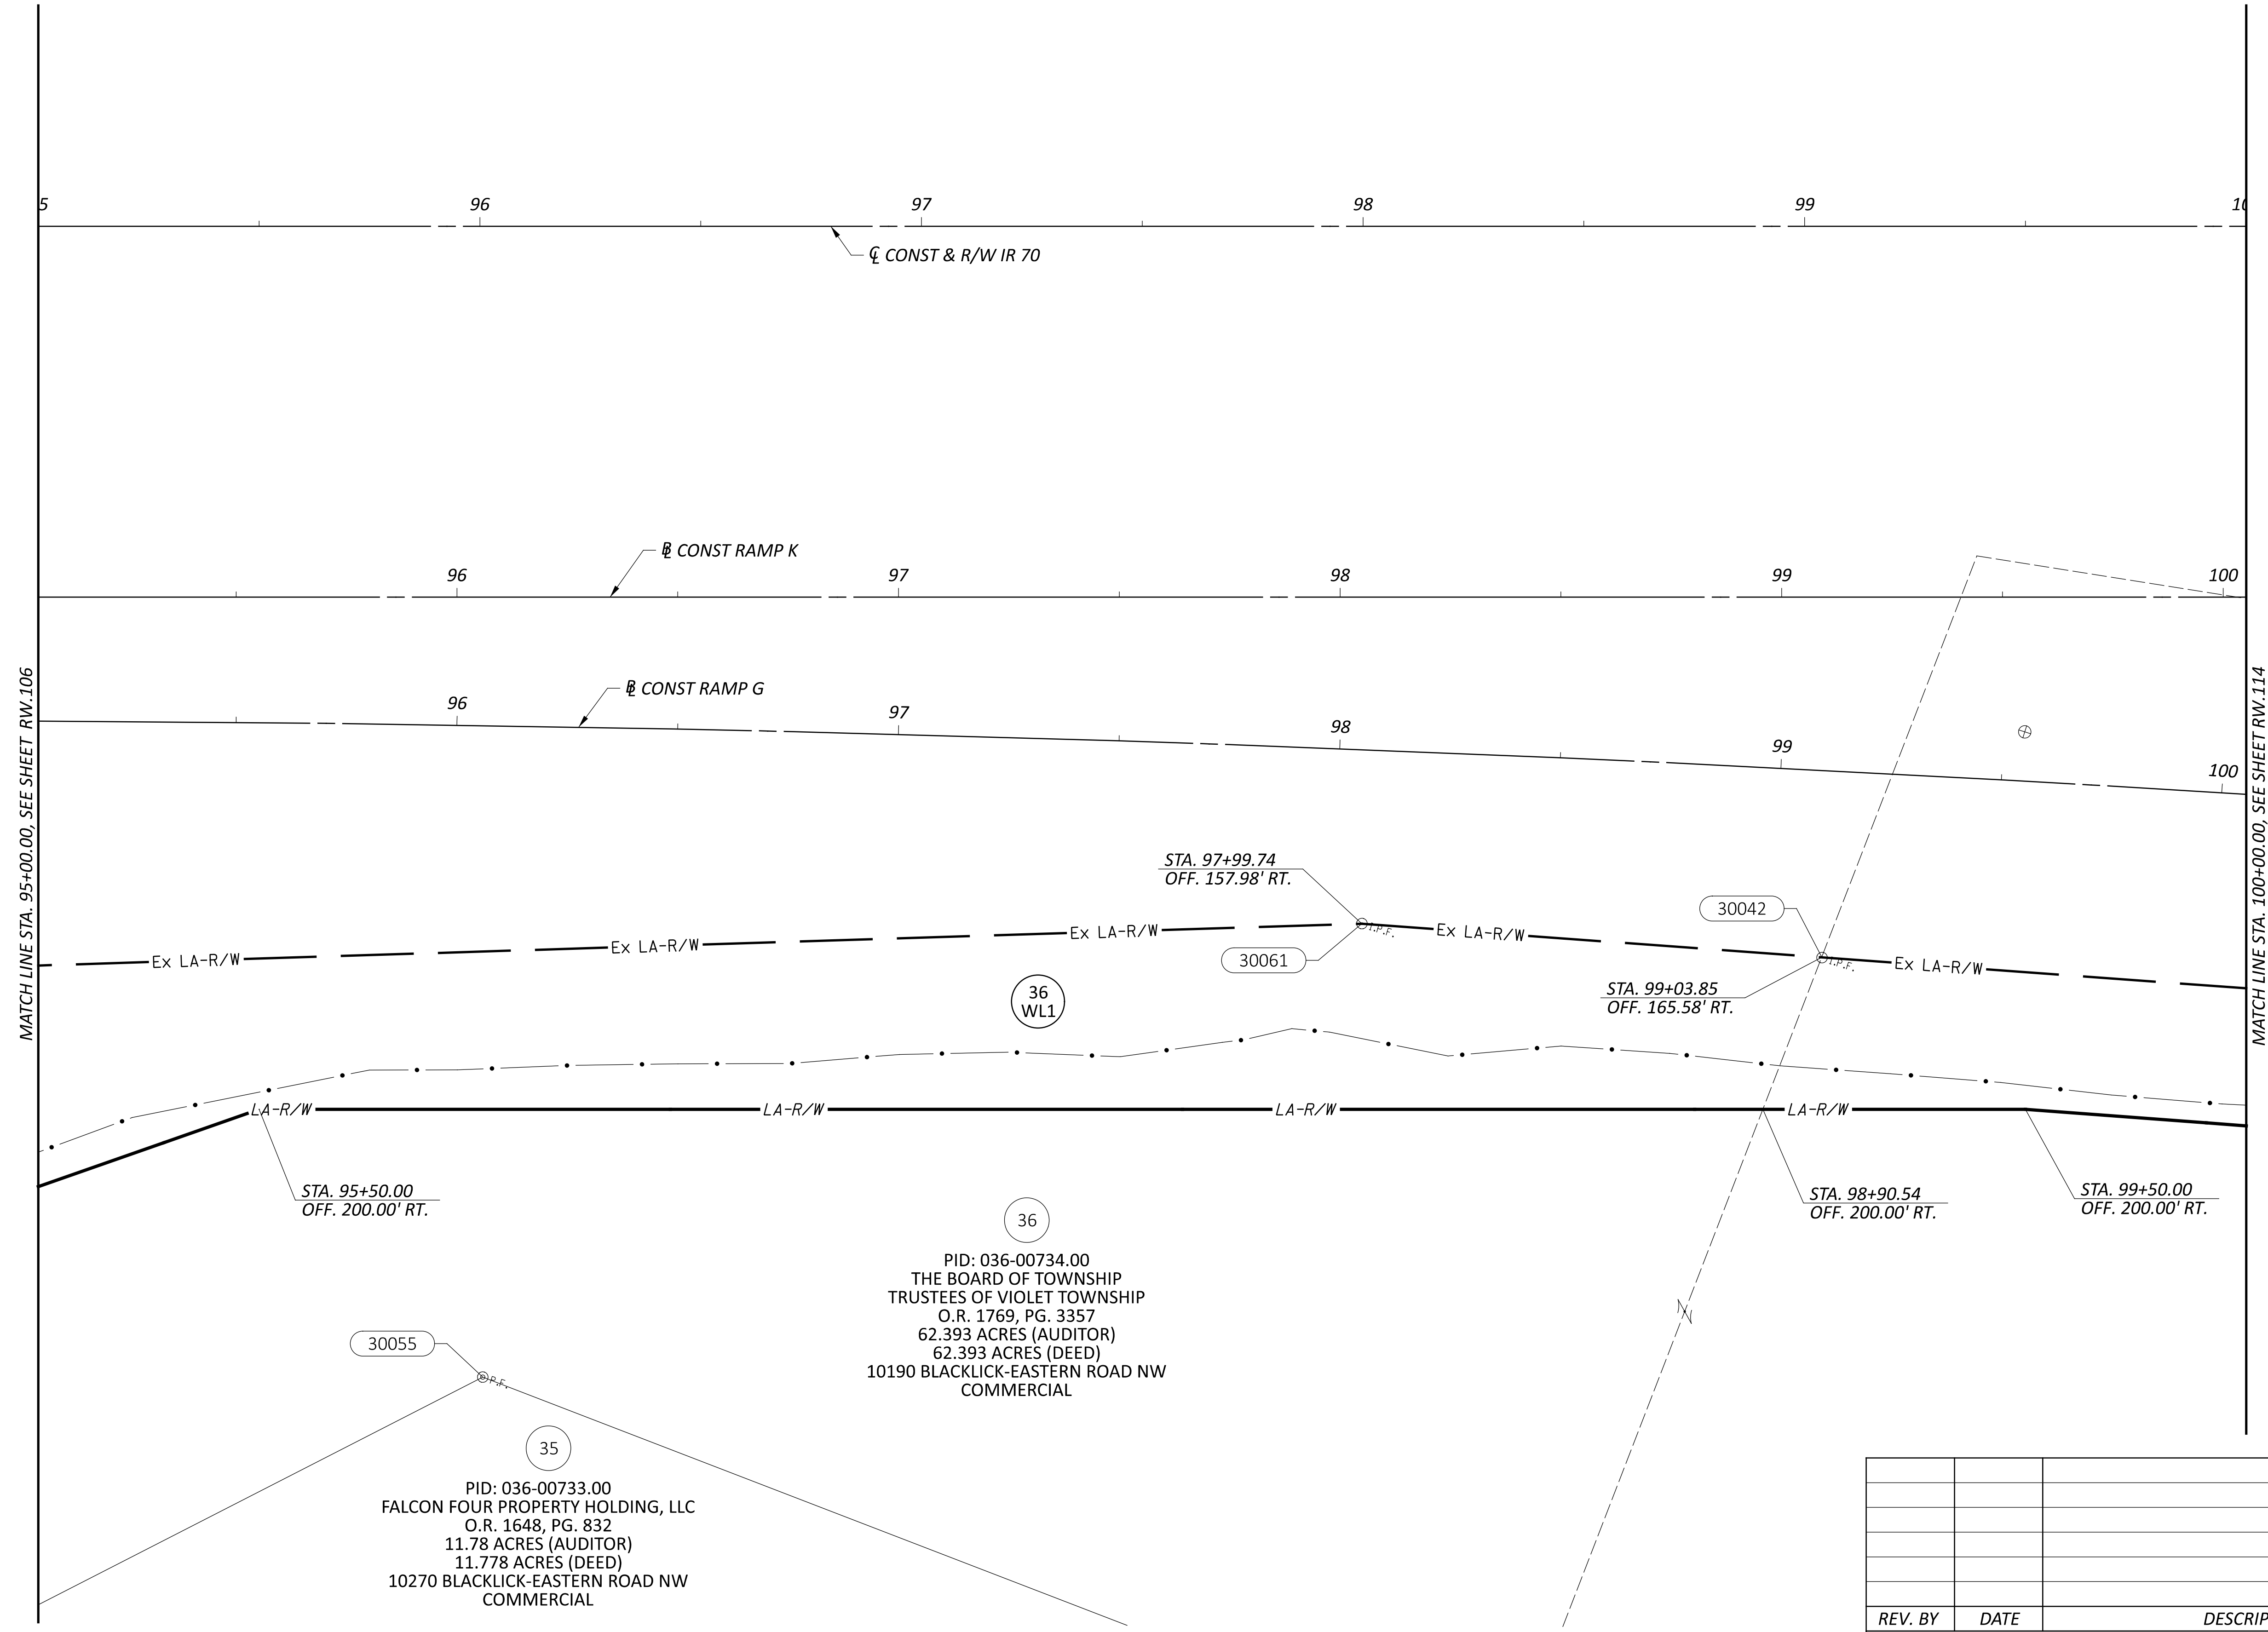 5
96
97
98
99
10
℄ CONST & R/W IR 70
MATCH LINE STA. 95+00.00, SEE SHEET RW.106
MATCH LINE STA. 100+00.00, SEE SHEET RW.114
BL CONST RAMP K
96
97
98
99
100
BL CONST RAMP G
96
97
98
99
100
STA. 97+99.74
OFF. 157.98' RT.
30042
Ex LA-R/W
Ex LA-R/W
Ex LA-R/W
I.P.F.
Ex LA-R/W
30061
I.P.F.
Ex LA-R/W
STA. 99+03.85
OFF. 165.58' RT.
36
WL1
LA-R/W
LA-R/W
LA-R/W
LA-R/W
STA. 95+50.00
OFF. 200.00' RT.
STA. 98+90.54
OFF. 200.00' RT.
STA. 99+50.00
OFF. 200.00' RT.
36
PID: 036-00734.00
THE BOARD OF TOWNSHIP
TRUSTEES OF VIOLET TOWNSHIP
O.R. 1769, PG. 3357
62.393 ACRES (AUDITOR)
62.393 ACRES (DEED)
10190 BLACKLICK-EASTERN ROAD NW
COMMERCIAL
30055
P.F.
35
PID: 036-00733.00
FALCON FOUR PROPERTY HOLDING, LLC
O.R. 1648, PG. 832
11.78 ACRES (AUDITOR)
11.778 ACRES (DEED)
10270 BLACKLICK-EASTERN ROAD NW
COMMERCIAL
REV. BY
DATE
DESCRIP